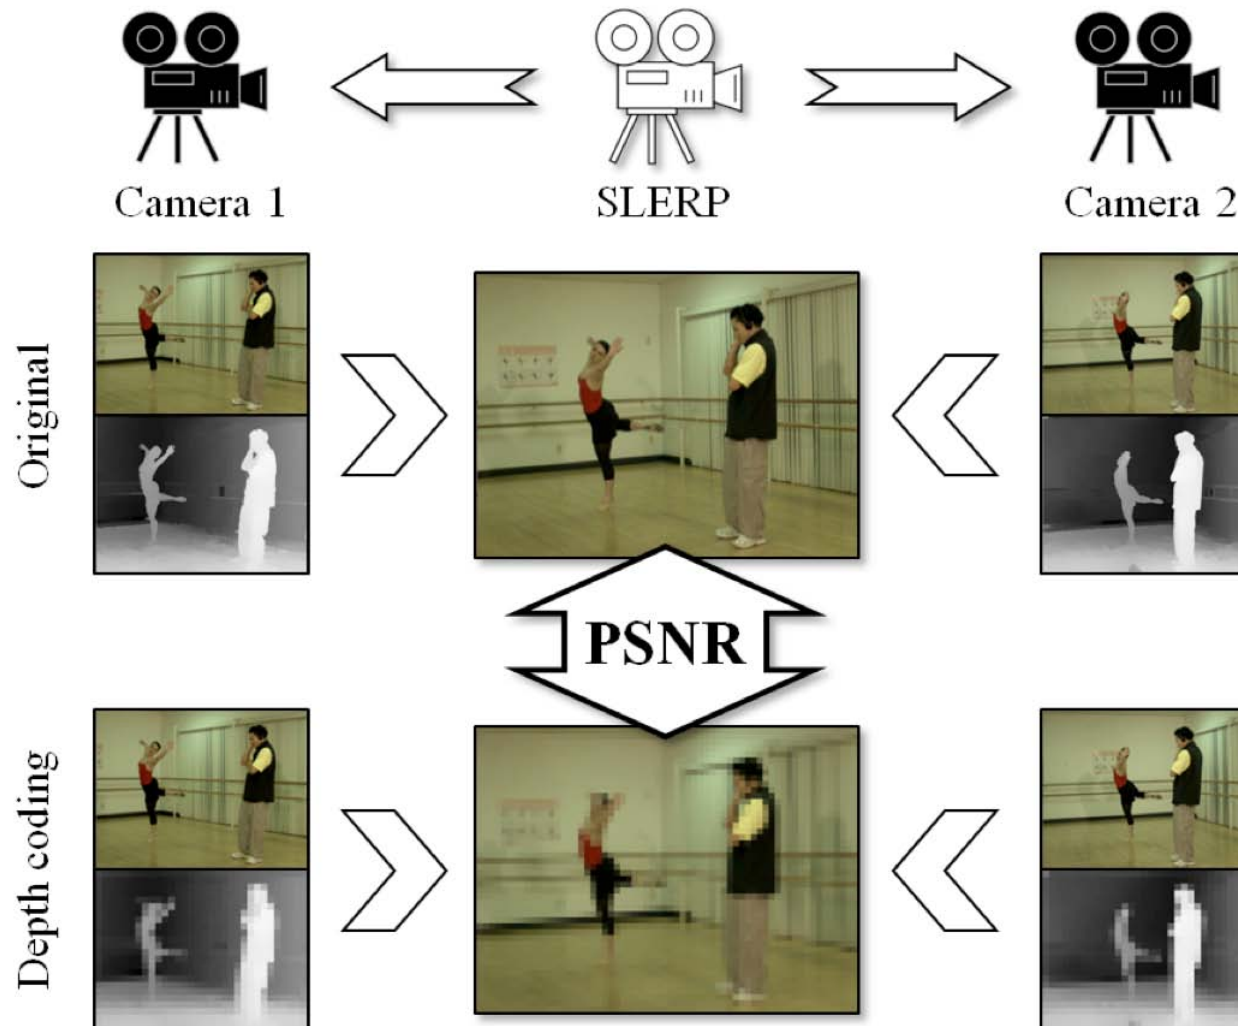 Camera 1
SLERP
Camera 2
Original
PSNR
Depth coding